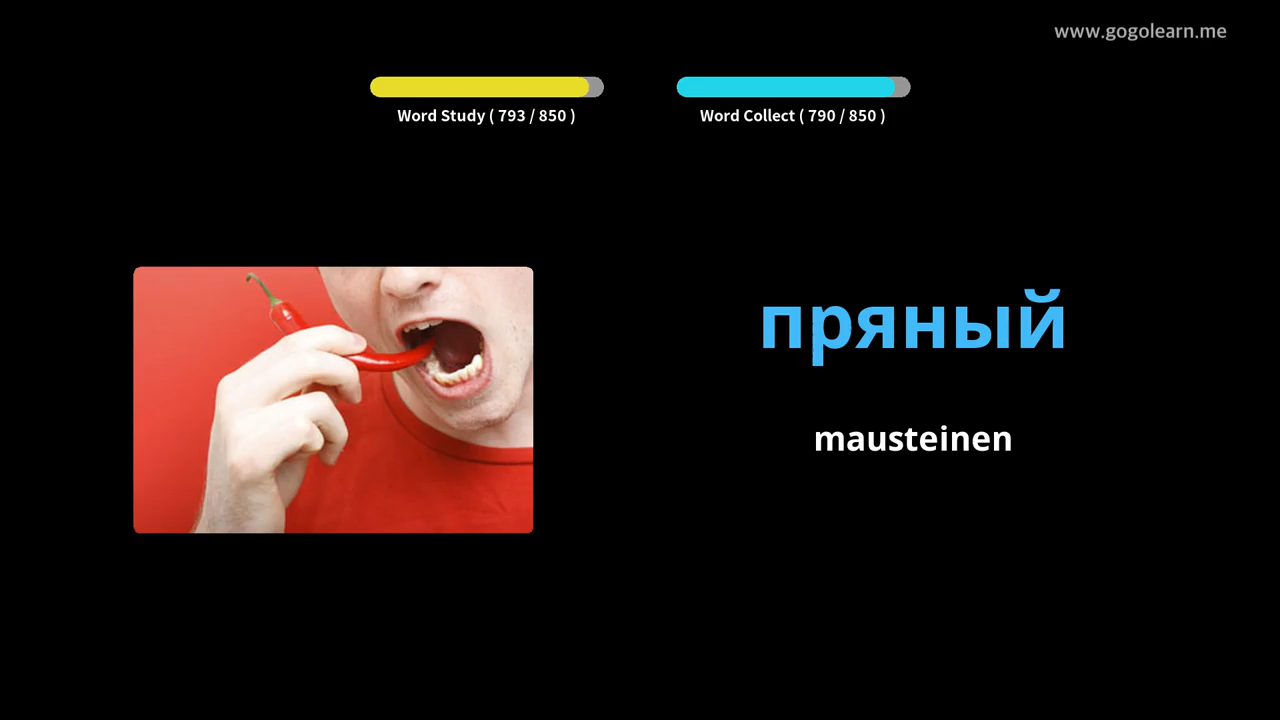 www.gogolearn.me
Word Study ( 793 / 850 )
Word Collect ( 790 / 850 )
пряный
mausteinen